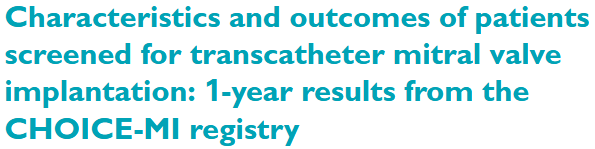 Characteristics and outcomes of patients
screened for transcatheter mitral valve
implantation: 1-year results from the
CHOICE-MI registry